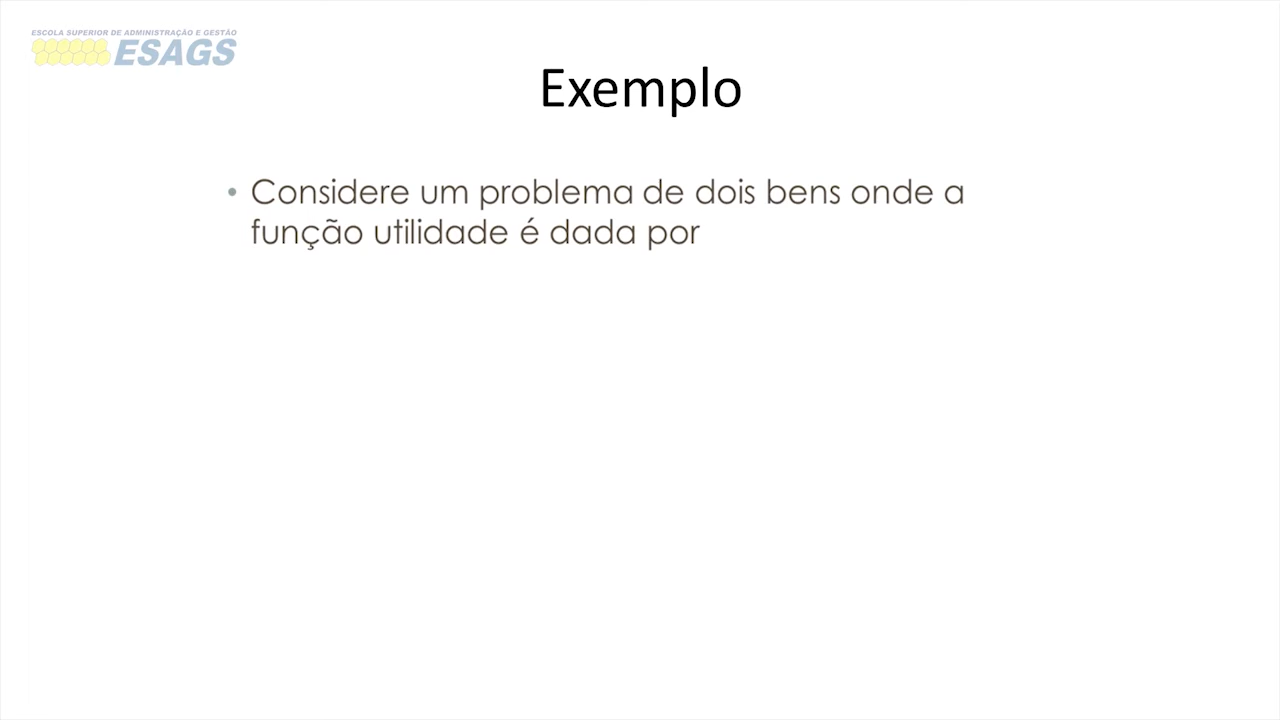 ESCOLA SUPERIOR DE ADMINISTRAÇÃO E GESTÃO
ESAGS
Exemplo
• Considere um problema de dois bens onde a
função utilidade é dada por